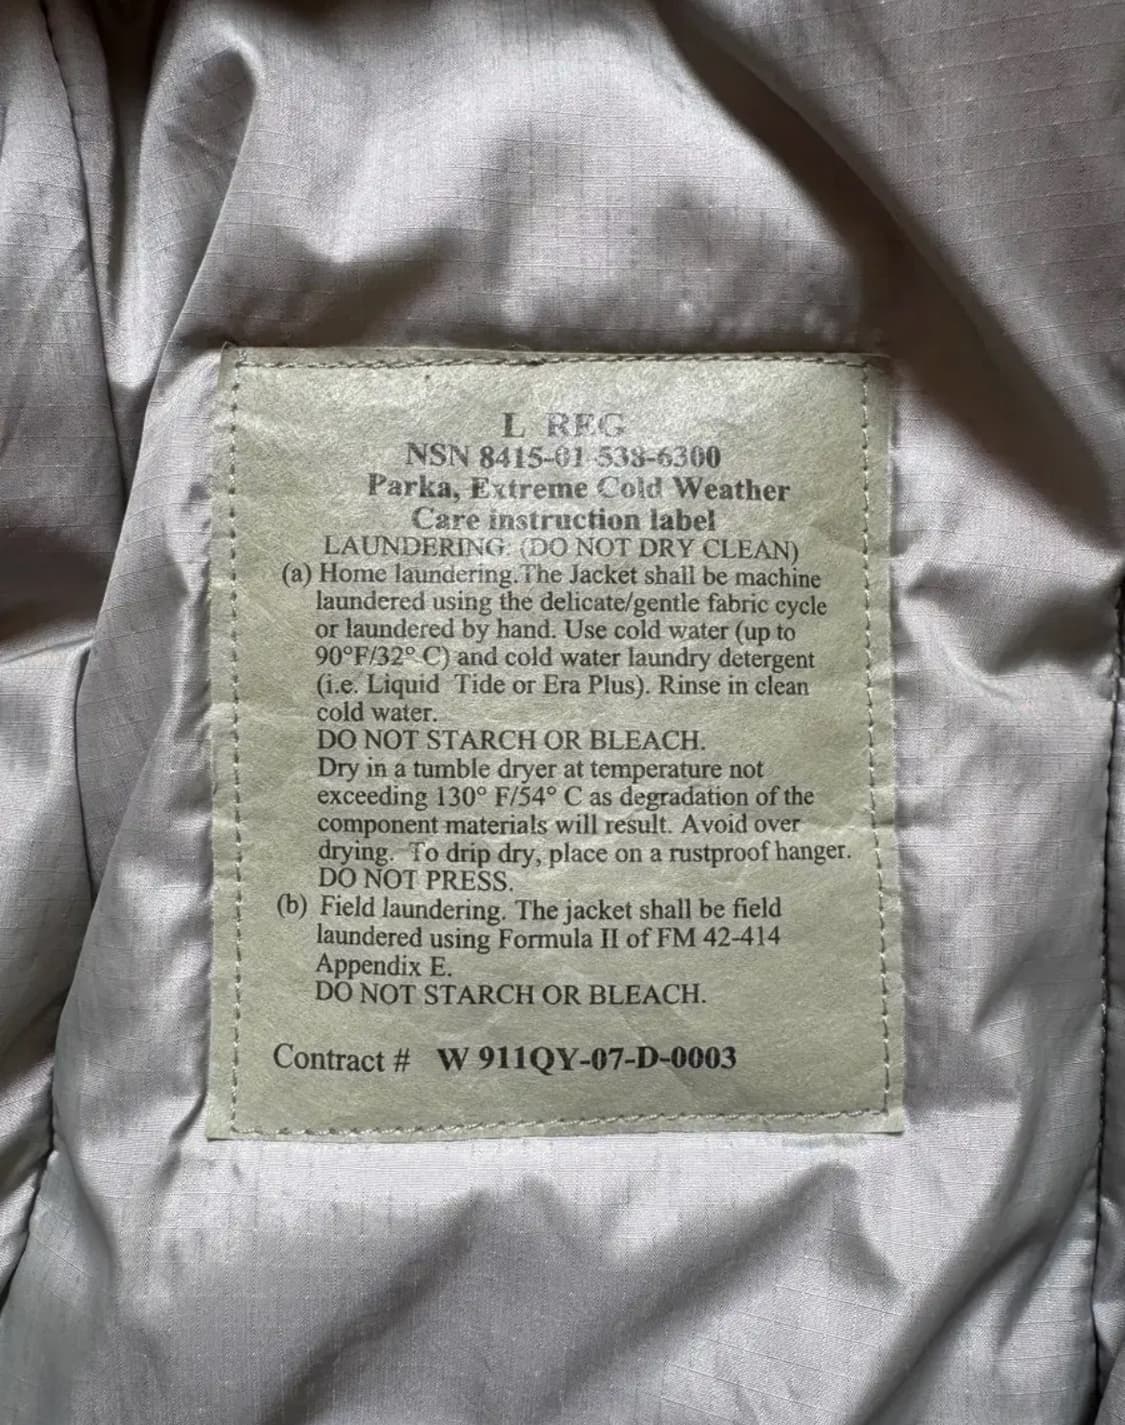 L REG
NSN 8415-01-538-6300
Parka, Extreme Cold Weather
Care instruction label
LAUNDERING: (DO NOT DRY CLEAN)
(a) Home laundering.The Jacket shall be machine
laundered using the delicate/gentle fabric cycle
or laundered by hand. Use cold water (up to
90°F/32° C) and cold water laundry detergent
(i.e. Liquid Tide or Era Plus). Rinse in clean
cold water.
DO NOT STARCH OR BLEACH.
Dry in a tumble dryer at temperature not
exceeding 130° F/54° C as degradation of the
component materials will result. Avoid over
drying. To drip dry, place on a rustproof hanger.
DO NOT PRESS.
(b) Field laundering. The jacket shall be field
laundered using Formula II of FM 42-414
Appendix E.
DO NOT STARCH OR BLEACH.
Contract # W 911QY-07-D-0003